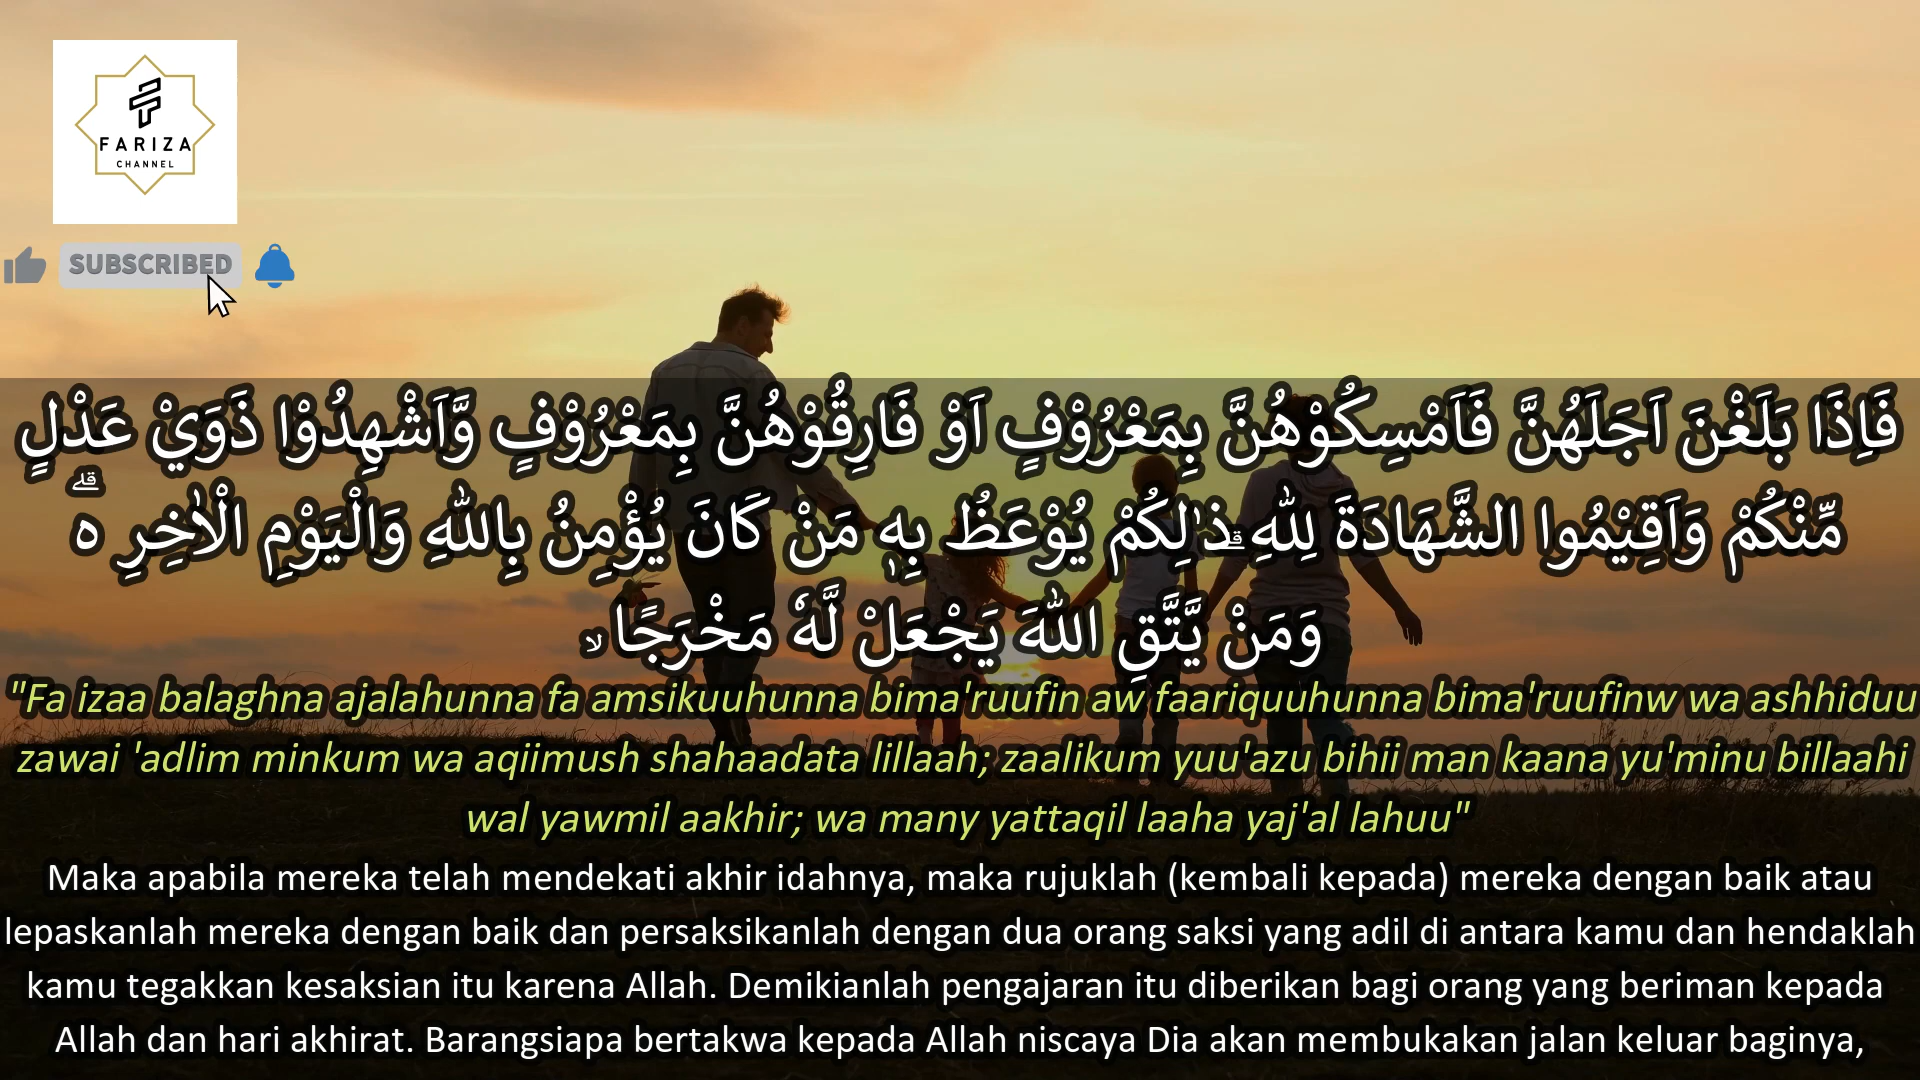 FARIZA
CHANNEL
SUBSCRIBED
فَاِذَا بَلَغْنَ اَجَلَهُنَّ فَاَمْسِكُوْهُنَّ بِمَعْرُوْفٍ اَوْ فَارِقُوْهُنَّ بِمَعْرُوْفٍ وَّاَشْهِدُوْا ذَوَيْ عَدْلٍ
مِّنْكُمْ وَاَقِيْمُوا الشَّهَادَةَ لِلّٰهِ ۗذٰلِكُمْ يُوْعَظُ بِهٖ مَنْ كَانَ يُؤْمِنُ بِاللّٰهِ وَالْيَوْمِ الْاٰخِرِ ەۗ
وَمَنْ يَّتَّقِ اللّٰهَ يَجْعَلْ لَّهٗ مَخْرَجًا ۙ
"Fa izaa balaghna ajalahunna fa amsikuuhunna bima'ruufin aw faariquuhunna bima'ruufinw wa ashhiduu
zawai 'adlim minkum wa aqiimush shahaadata lillaah; zaalikum yuu'azu bihii man kaana yu'minu billaahi
wal yawmil aakhir; wa many yattaqil laaha yaj'al lahuu"
Maka apabila mereka telah mendekati akhir idahnya, maka rujuklah (kembali kepada) mereka dengan baik atau
lepaskanlah mereka dengan baik dan persaksikanlah dengan dua orang saksi yang adil di antara kamu dan hendaklah
kamu tegakkan kesaksian itu karena Allah. Demikianlah pengajaran itu diberikan bagi orang yang beriman kepada
Allah dan hari akhirat. Barangsiapa bertakwa kepada Allah niscaya Dia akan membukakan jalan keluar baginya,